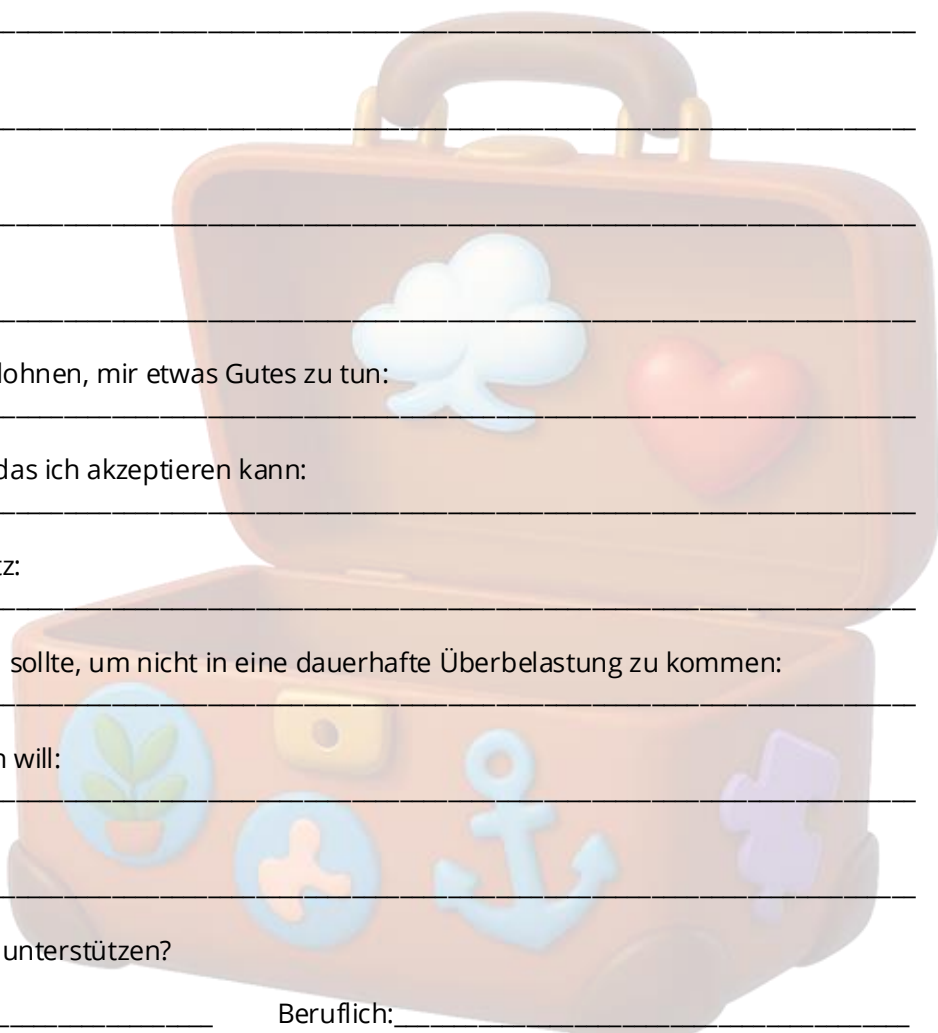 lohnen, mir etwas Gutes zu tun:
das ich akzeptieren kann:
tz:
sollte, um nicht in eine dauerhafte Überbelastung zu kommen:
n will:
unterstützen?
Beruflich: